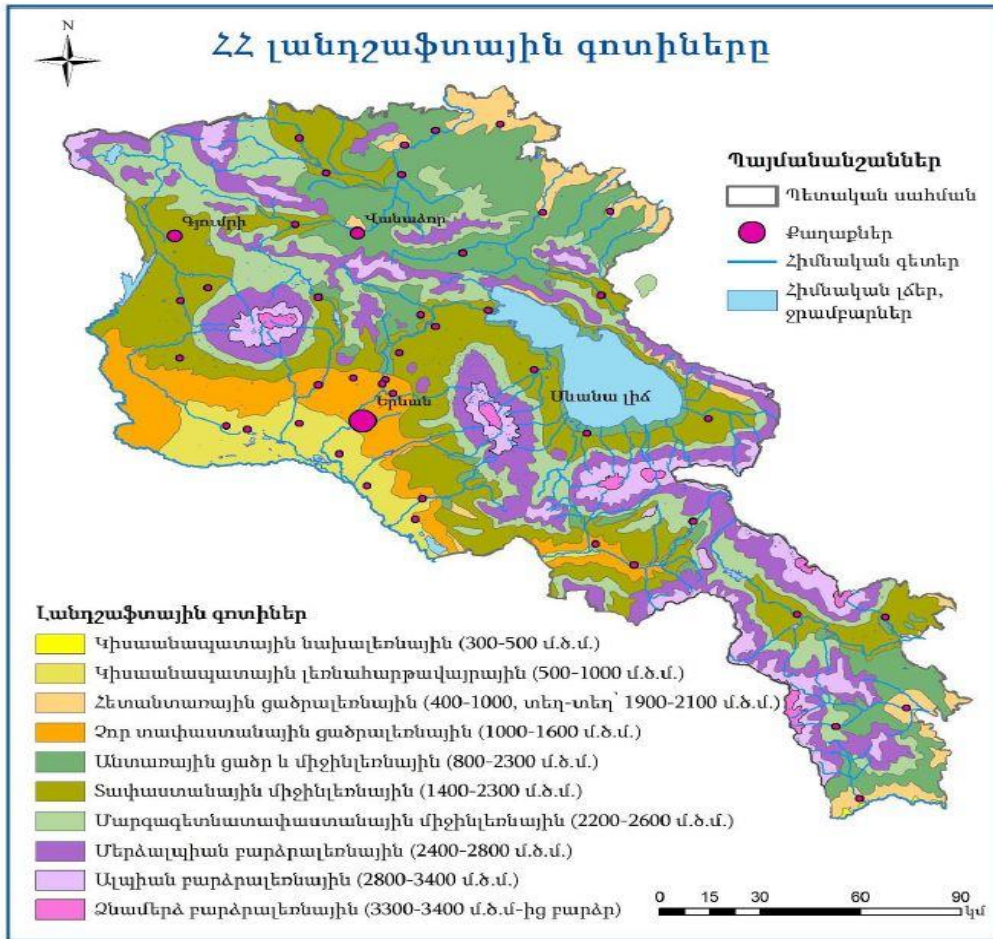 N
ՀՀ լանդշաֆտային գոտիները
Պայմանանշաններ
Պետական սահման
Քաղաքներ
Հիմնական գետեր
Հիմնական լճեր,
ջրամբարներ
Գյումրի
Վանաձոր
Երևան
Սևանա լիճ
Լանդշաֆտային գոտիներ
Կիսաանապատային նախալեռնային (300-500 մ.ծ.մ.)
Կիսաանապատային լեռնահարթավայրային (500-1000 մ.ծ.մ.)
Հետանտառային ցածրալեռնային (400-1000, տեղ-տեղ՝ 1900-2100 մ.ծ.մ.)
Չոր տափաստանային ցածրալեռնային (1000-1600 մ.ծ.մ.)
Անտառային ցածր և միջինլեռնային (800-2300 մ.ծ.մ.)
Տափաստանային միջինլեռնային (1400-2300 մ.ծ.մ.)
Մարգագետնատափաստանային միջինլեռնային (2200-2600 մ.ծ.մ.)
Մերձալպիան բարձրալեռնային (2400-2800 մ.ծ.մ.)
Ալպիան բարձրալեռնային (2800-3400 մ.ծ.մ.)
Ձնամերձ բարձրալեռնային (3300-3400 մ.ծ.մ-ից բարձր)
0 15 30 60 90
կմ